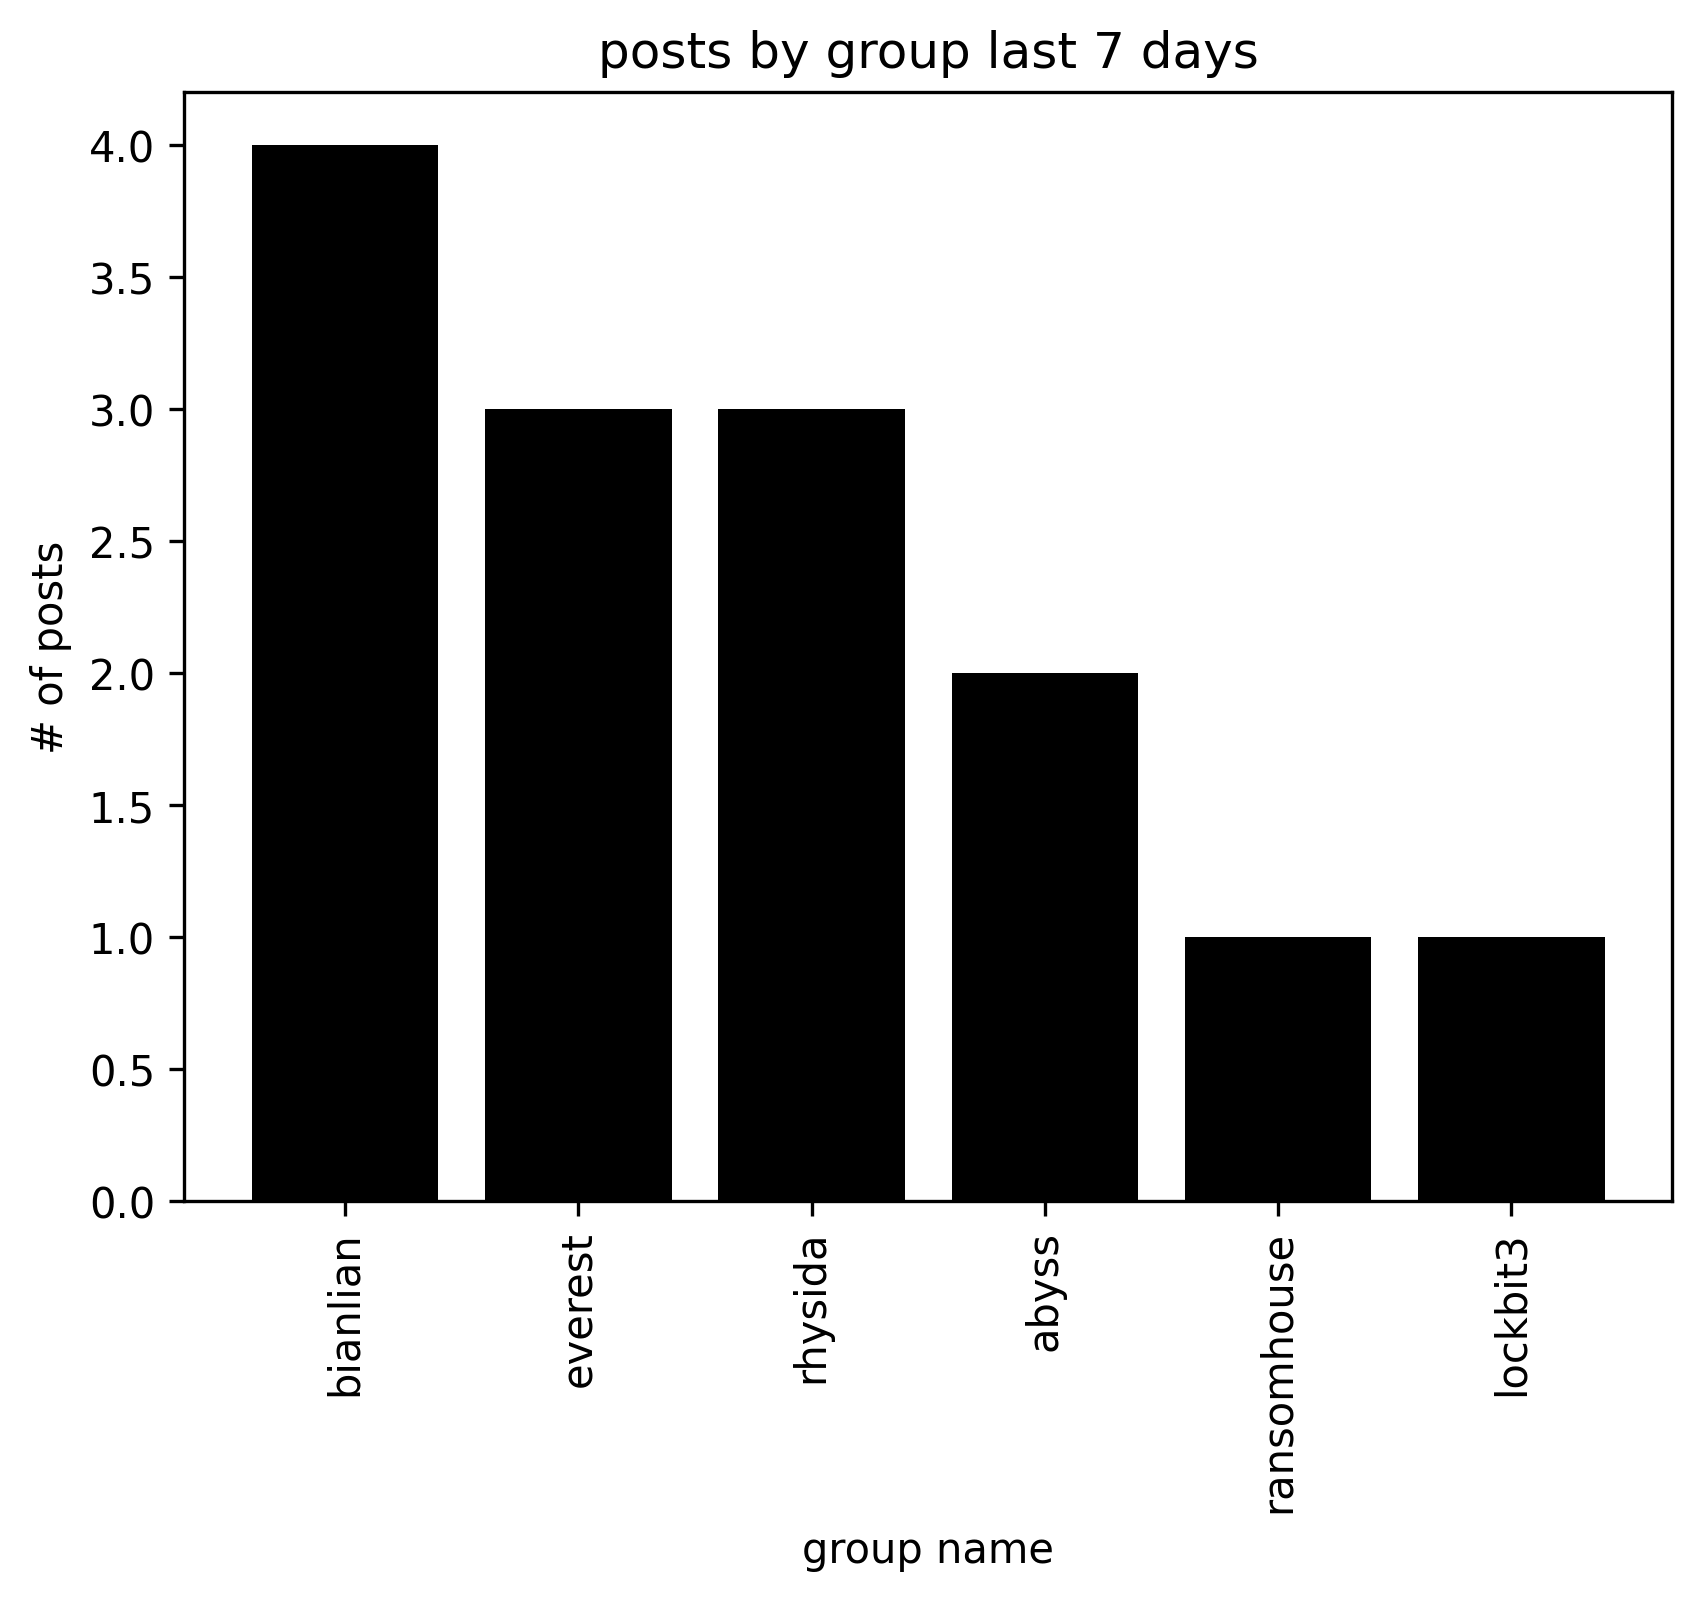 posts by group last 7 days
# of posts
4.0
3.5
3.0
2.5
2.0
1.5
1.0
0.5
0.0
bianlian
everest
rhysida
abyss
ransomhouse
lockbit3
group name